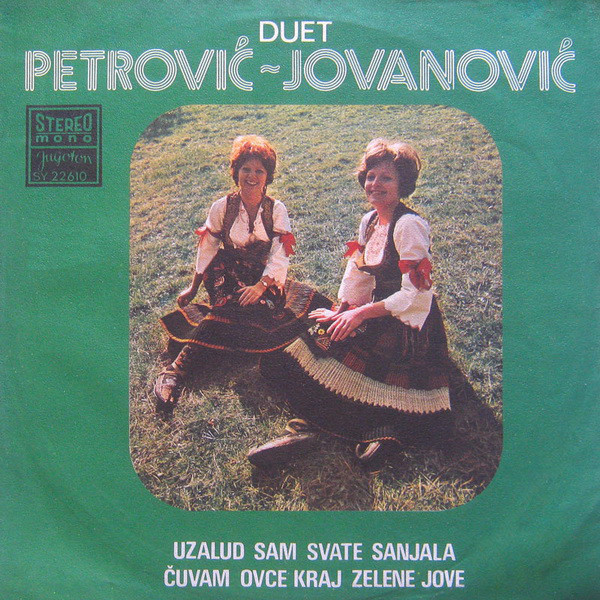 DUET
PETROVIĆ~JOVANOVIĆ
STEREO
mono
Jugoton
SY 22610
UZALUD SAM SVATE SANJALA
ČUVAM OVCE KRAJ ZELENE JOVE